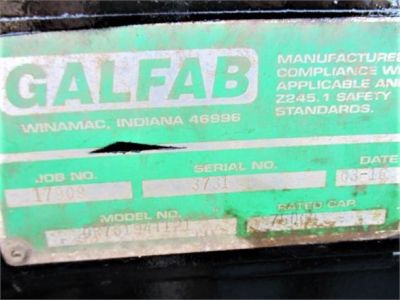 GALFAB
WINAMAC, INDIANA 46996
MANUFACTURED
COMPLIANCE W
APPLICABLE AN
Z245.1 SAFETY
STANDARDS.
JOB NO. SERIAL NO. DATE
3731 03-16
MODEL NO. RATED CAP.